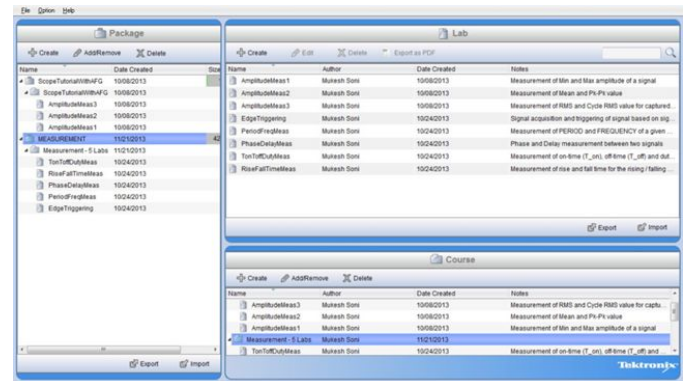 File Option Help
Package
Create Add/Remove Delete
Name Date Created Size
ScopeTutorialWithAFG 10/08/2013
ScopeTutorialWithAFG 10/08/2013
AmplitudeMeas3 10/08/2013
AmplitudeMeas2 10/08/2013
AmplitudeMeas1 10/08/2013
MEASUREMENT 11/21/2013 42
Measurement - 5 Labs 11/21/2013
TonToffDutyMeas 10/24/2013
RiseFallTimeMeas 10/24/2013
PhaseDelayMeas 10/24/2013
PeriodFreqMeas 10/24/2013
EdgeTriggering 10/24/2013
Export Import
Lab
Create Edit Delete Export as PDF
Name Author Date Created Notes
AmplitudeMeas1 Mukesh Soni 10/08/2013 Measurement of Min and Max amplitude of a signal
AmplitudeMeas2 Mukesh Soni 10/08/2013 Measurement of Mean and Pk-Pk value
AmplitudeMeas3 Mukesh Soni 10/08/2013 Measurement of RMS and Cycle RMS value for captured...
EdgeTriggering Mukesh Soni 10/24/2013 Signal acquisition and triggering of signal based on sig...
PeriodFreqMeas Mukesh Soni 10/24/2013 Measurement of PERIOD and FREQUENCY of a given ...
PhaseDelayMeas Mukesh Soni 10/24/2013 Phase and Delay measurement between two signals
TonToffDutyMeas Mukesh Soni 10/24/2013 Measurement of on-time (T_on), off-time (T_off) and dut...
RiseFallTimeMeas Mukesh Soni 10/24/2013 Measurement of rise and fall time for the rising / falling ...
Export Import
Course
Create Add/Remove Delete
Name Author Date Created Notes
AmplitudeMeas3 Mukesh Soni 10/08/2013 Measurement of RMS and Cycle RMS value for captu...
AmplitudeMeas2 Mukesh Soni 10/08/2013 Measurement of Mean and Pk-Pk value
AmplitudeMeas1 Mukesh Soni 10/08/2013 Measurement of Min and Max amplitude of a signal
Measurement - 5 Labs Mukesh Soni 11/21/2013
TonToffDutyMeas Mukesh Soni 10/24/2013 Measurement of on-time (T_on), off-time (T_off) and ...
Tektronix